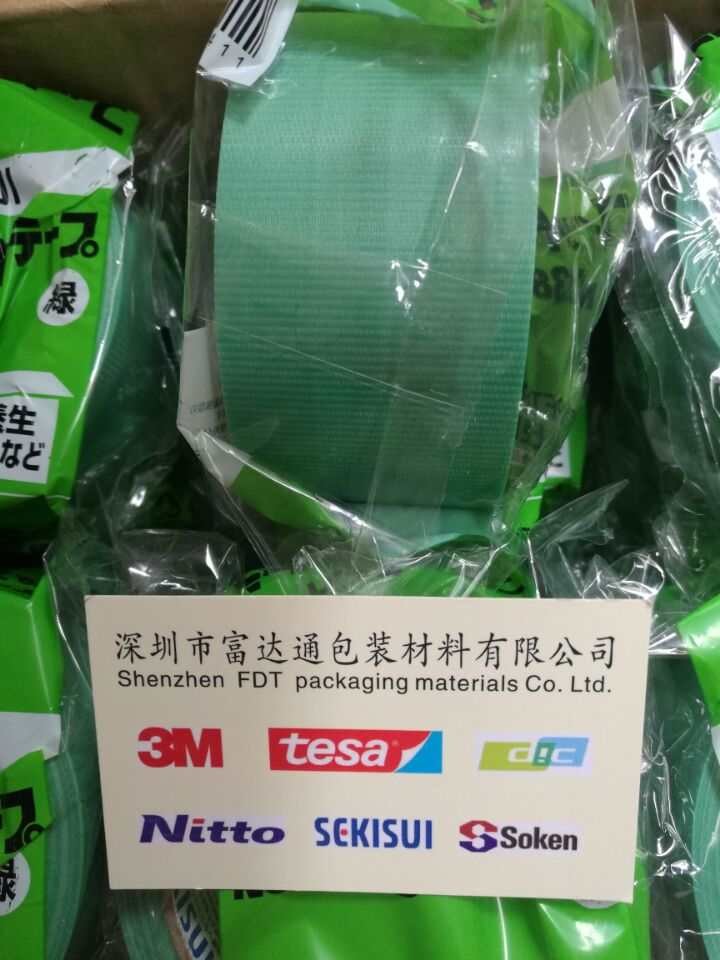 11
テープ
緑
養生
など
深圳市富达通包装材料有限公司
Shenzhen FDT packaging materials Co. Ltd.
3M tesa dic
Nitto SEKISUI Soken
テープ
緑